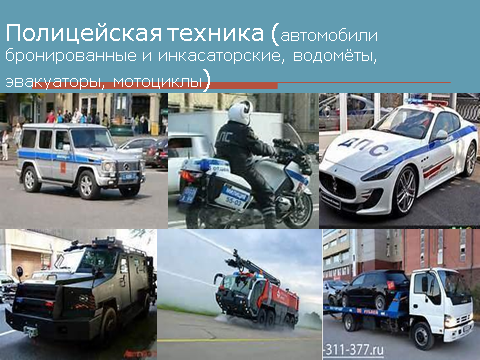 Полицейская техника (автомобили
бронированные и инкасаторские, водомёты,
эвакуаторы, мотоциклы)
ДПС
-311-377.ru